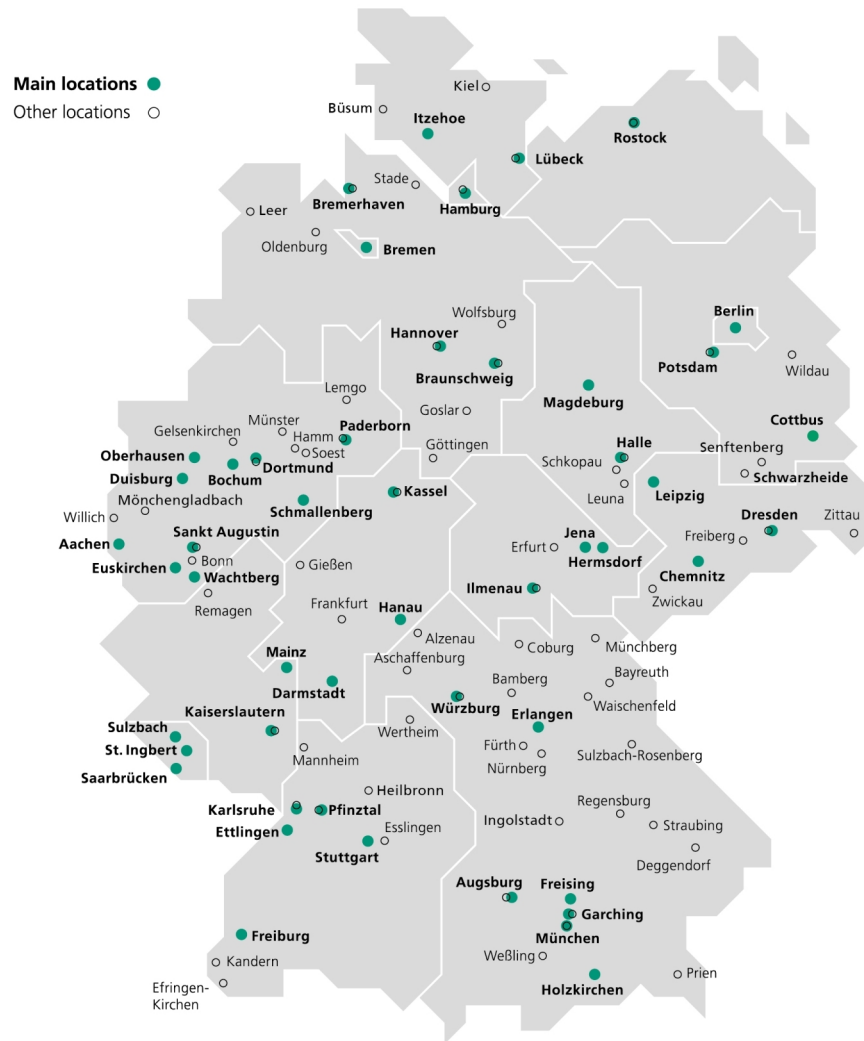 Main locations
Other locations
Kiel
Büsum
Itzehoe
Rostock
Lübeck
Stade
Bremerhaven
Hamburg
Leer
Oldenburg
Bremen
Wolfsburg
Berlin
Hannover
Potsdam
Wildau
Braunschweig
Lemgo
Magdeburg
Goslar
Münster
Paderborn
Cottbus
Gelsenkirchen
Hamm
Göttingen
Halle
Senftenberg
Oberhausen
Soest
Schkopau
Dortmund
Bochum
Schwarzheide
Duisburg
Leuna
Leipzig
Mönchengladbach
Kassel
Schmallenberg
Willich
Dresden
Zittau
Sankt Augustin
Jena
Freiberg
Aachen
Erfurt
Bonn
Hermsdorf
Gießen
Euskirchen
Chemnitz
Wachtberg
Ilmenau
Zwickau
Remagen
Frankfurt
Hanau
Alzenau
Coburg
Münchberg
Mainz
Aschaffenburg
Bayreuth
Bamberg
Darmstadt
Waischenfeld
Würzburg
Kaiserslautern
Erlangen
Sulzbach
Wertheim
Fürth
St. Ingbert
Sulzbach-Rosenberg
Mannheim
Nürnberg
Saarbrücken
Heilbronn
Regensburg
Karlsruhe
Pfinztal
Ingolstadt
Straubing
Ettlingen
Esslingen
Stuttgart
Deggendorf
Augsburg
Freising
Garching
Freiburg
München
Weßling
Kandern
Prien
Efringen-
Kirchen
Holzkirchen